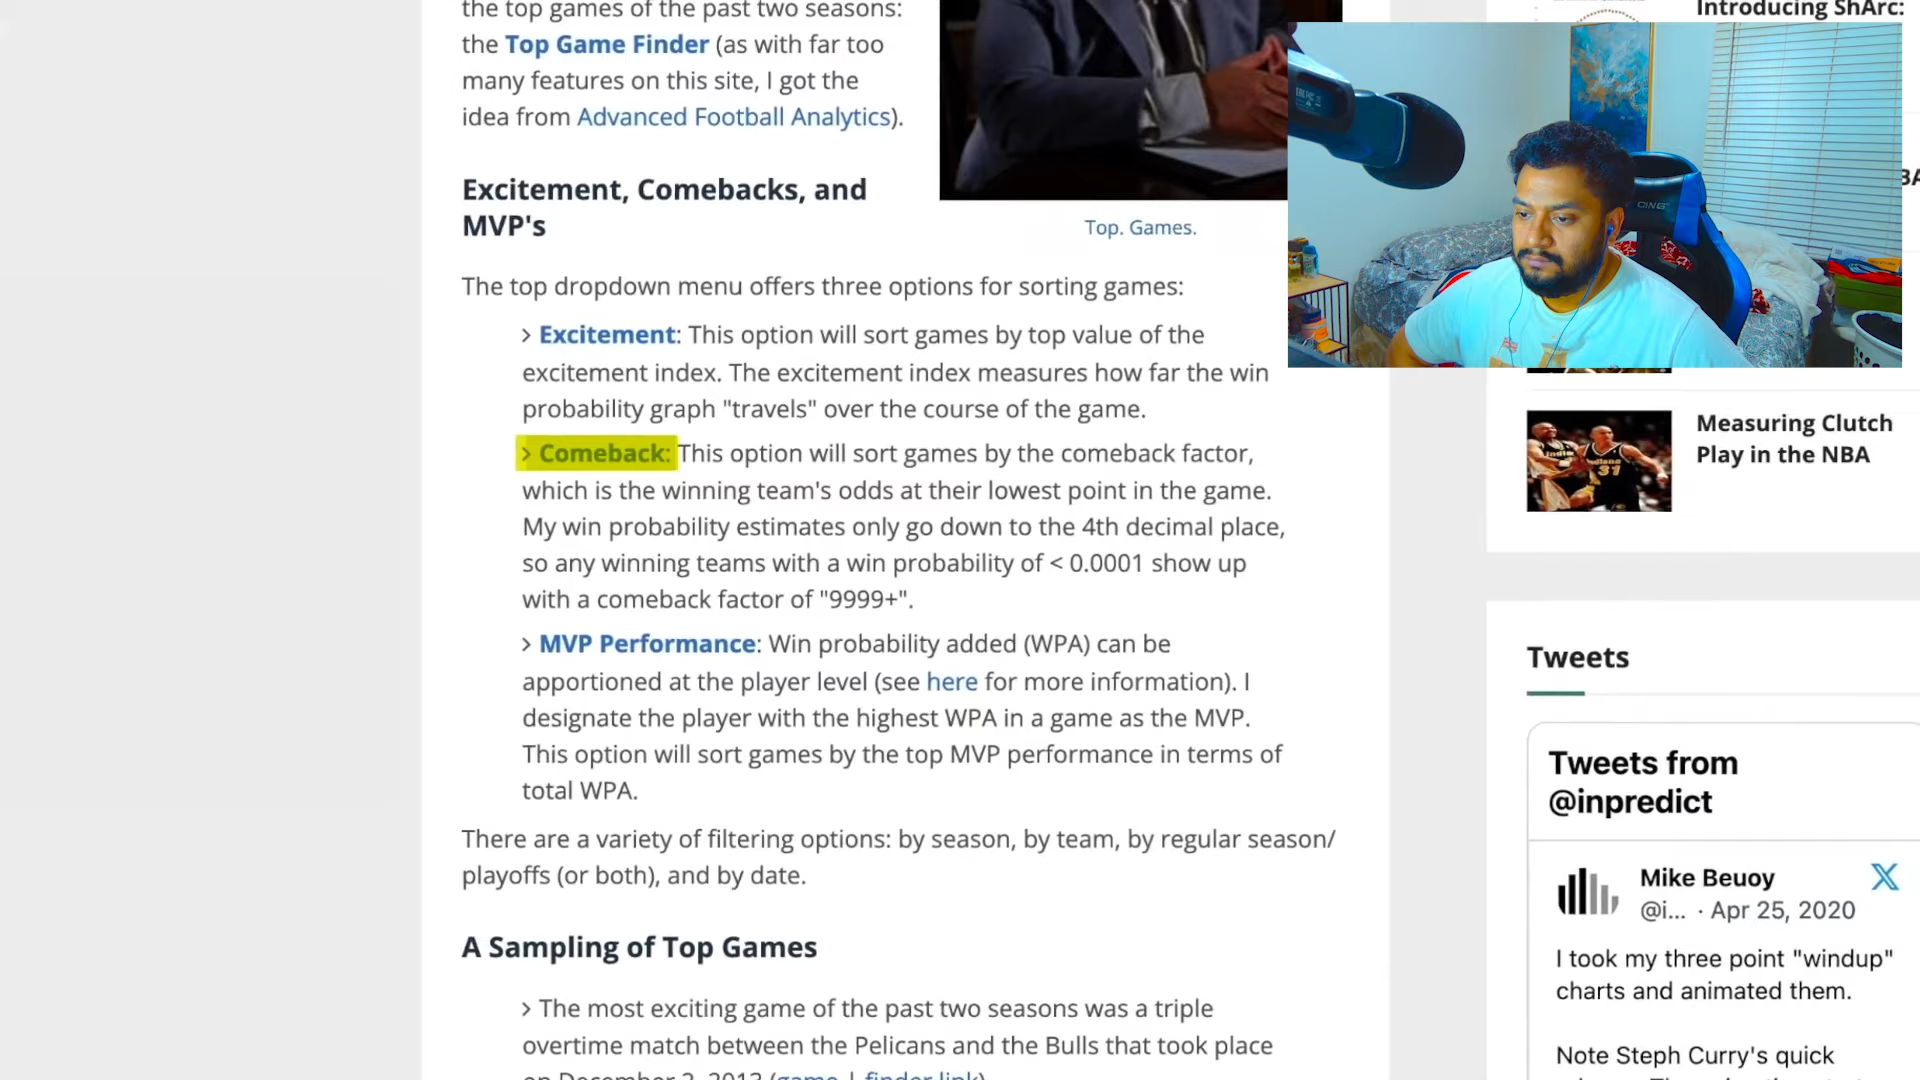 the top games of the past two seasons:
the Top Game Finder (as with far too
many features on this site, I got the
idea from Advanced Football Analytics).
Excitement, Comebacks, and
MVP's
Top. Games.
The top dropdown menu offers three options for sorting games:
> Excitement: This option will sort games by top value of the
excitement index. The excitement index measures how far the win
probability graph "travels" over the course of the game.
> Comeback: This option will sort games by the comeback factor,
which is the winning team's odds at their lowest point in the game.
My win probability estimates only go down to the 4th decimal place,
so any winning teams with a win probability of < 0.0001 show up
with a comeback factor of "9999+".
> MVP Performance: Win probability added (WPA) can be
apportioned at the player level (see here for more information). I
designate the player with the highest WPA in a game as the MVP.
This option will sort games by the top MVP performance in terms of
total WPA.
There are a variety of filtering options: by season, by team, by regular season/
playoffs (or both), and by date.
A Sampling of Top Games
> The most exciting game of the past two seasons was a triple
overtime match between the Pelicans and the Bulls that took place
on December 2, 2013 (game | finder link)
Introducing ShArc:
Measuring Clutch
Play in the NBA
Tweets
Tweets from
@inpredict
Mike Beuoy
@i... · Apr 25, 2020
I took my three point "windup"
charts and animated them.
Note Steph Curry's quick